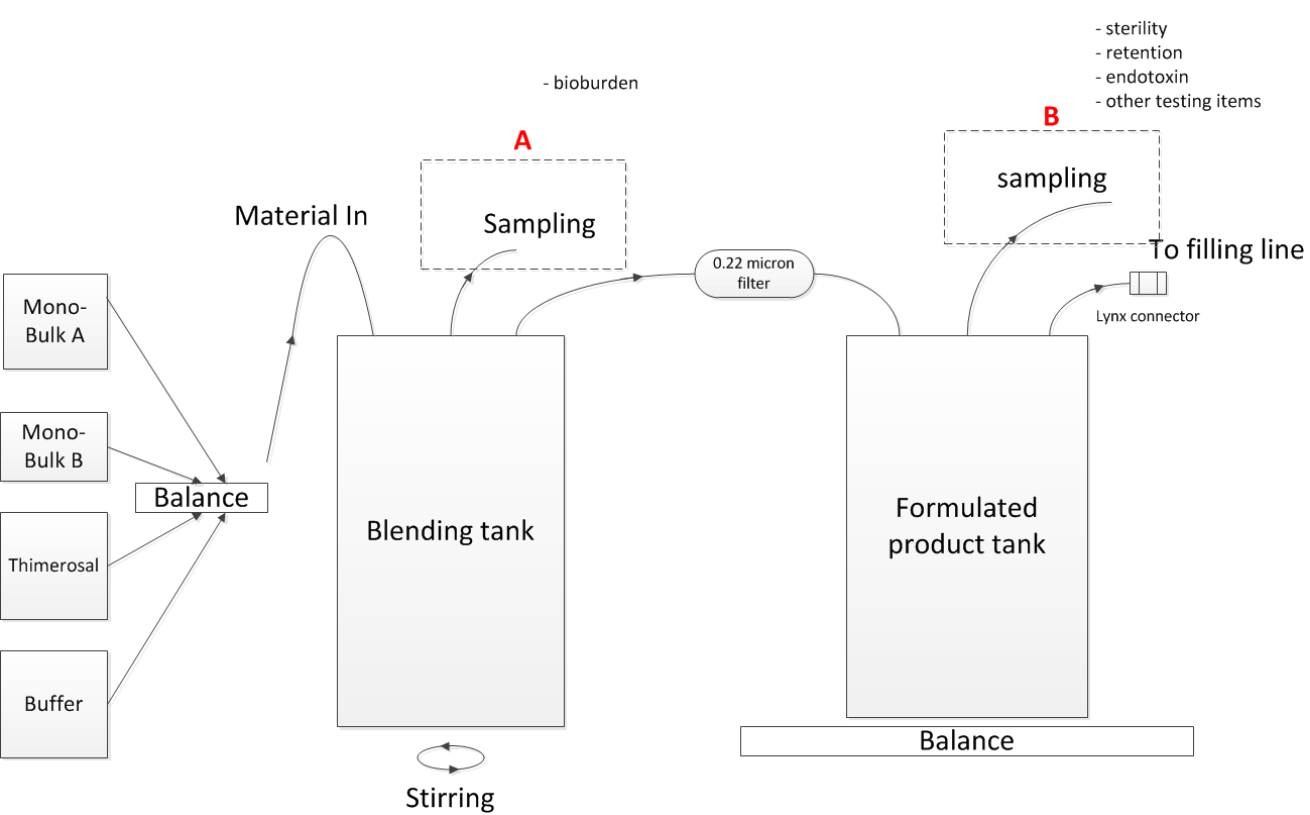 - sterility
- retention
- endotoxin
- other testing items
- bioburden
A
B
Sampling
sampling
Material In
To filling line
0.22 micron
filter
Lynx connector
Mono-
Bulk A
Mono-
Bulk B
Balance
Thimerosal
Buffer
Blending tank
Formulated
product tank
Balance
Stirring